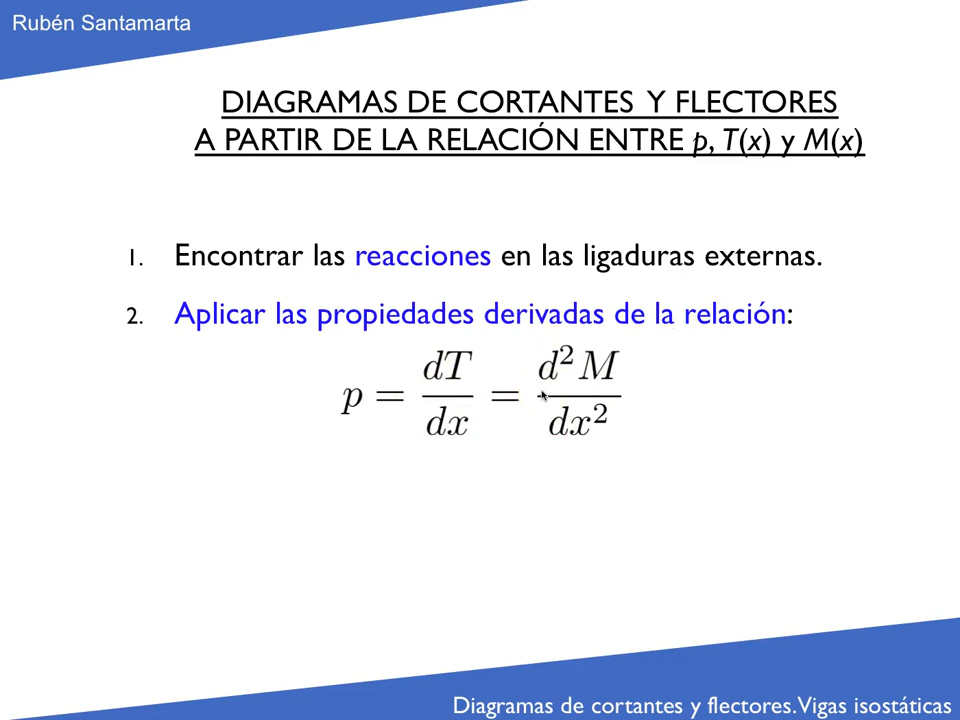 Rubén Santamarta
DIAGRAMAS DE CORTANTES Y FLECTORES
A PARTIR DE LA RELACIÓN ENTRE p, T(x) y M(x)
1. Encontrar las reacciones en las ligaduras externas.
2. Aplicar las propiedades derivadas de la relación:
p = dT/dx = d²M/dx²
Diagramas de cortantes y flectores. Vigas isostáticas